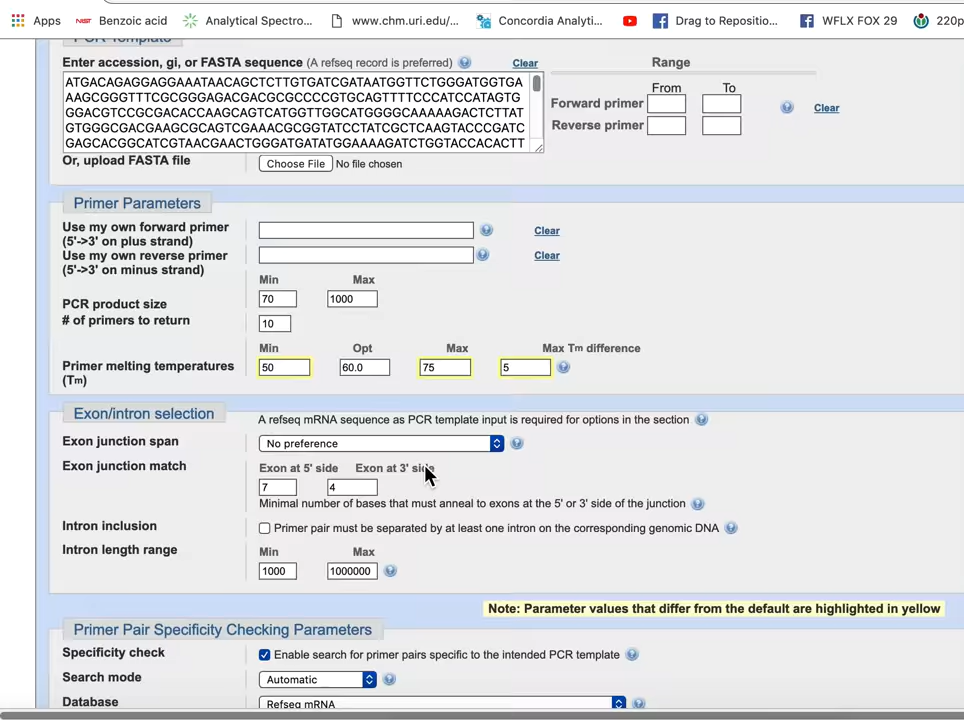 Apps NIST Benzoic acid Analytical Spectro... www.chm.uri.edu/... Concordia Analyti... Drag to Repositio... WFLX FOX 29 220p
PCR Template
Enter accession, gi, or FASTA sequence (A refseq record is preferred) Clear Range
ATGACAGAGGAGGAAATAACAGCTCTTGTGATCGATAATGGTTCTGGGATGGTGA
AAGCGGGTTTCGCGGGAGACGACGCGCCCCGTGCAGTTTTCCCATCCATAGTG
GGACGTCCGCGACACCAAGCAGTCATGGTTGGCATGGGGCAAAAAGACTCTTAT
GTGGGCGACGAAGCGCAGTCGAAACGCGGTATCCTATCGCTCAAGTACCCGATC
GAGCACGGCATCGTAACGAACTGGGATGATATGGAAAAGATCTGGTACCACACTT
From To
Forward primer Clear
Reverse primer
Or, upload FASTA file Choose File No file chosen
Primer Parameters
Use my own forward primer
(5'->3' on plus strand) Clear
Use my own reverse primer
(5'->3' on minus strand) Clear
Min Max
PCR product size 70 1000
# of primers to return 10
Min Opt Max Max Tm difference
Primer melting temperatures
(Tm) 50 60.0 75 5
Exon/intron selection A refseq mRNA sequence as PCR template input is required for options in the section
Exon junction span No preference
Exon junction match Exon at 5' side Exon at 3' side
7 4
Minimal number of bases that must anneal to exons at the 5' or 3' side of the junction
Intron inclusion Primer pair must be separated by at least one intron on the corresponding genomic DNA
Intron length range Min Max
1000 1000000
Note: Parameter values that differ from the default are highlighted in yellow
Primer Pair Specificity Checking Parameters
Specificity check Enable search for primer pairs specific to the intended PCR template
Search mode Automatic
Database Refseq mRNA